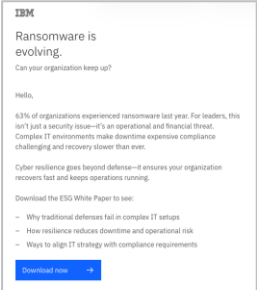 IBM
Ransomware is
evolving.
Can your organization keep up?
Hello,
63% of organizations experienced ransomware last year. For leaders, this
isn't just a security issue—it's an operational and financial threat.
Complex IT environments make downtime expensive compliance
challenging and recovery slower than ever.
Cyber resilience goes beyond defense—it ensures your organization
recovers fast and keeps operations running.
Download the ESG White Paper to see:
– Why traditional defenses fail in complex IT setups
– How resilience reduces downtime and operational risk
– Ways to align IT strategy with compliance requirements
Download now →